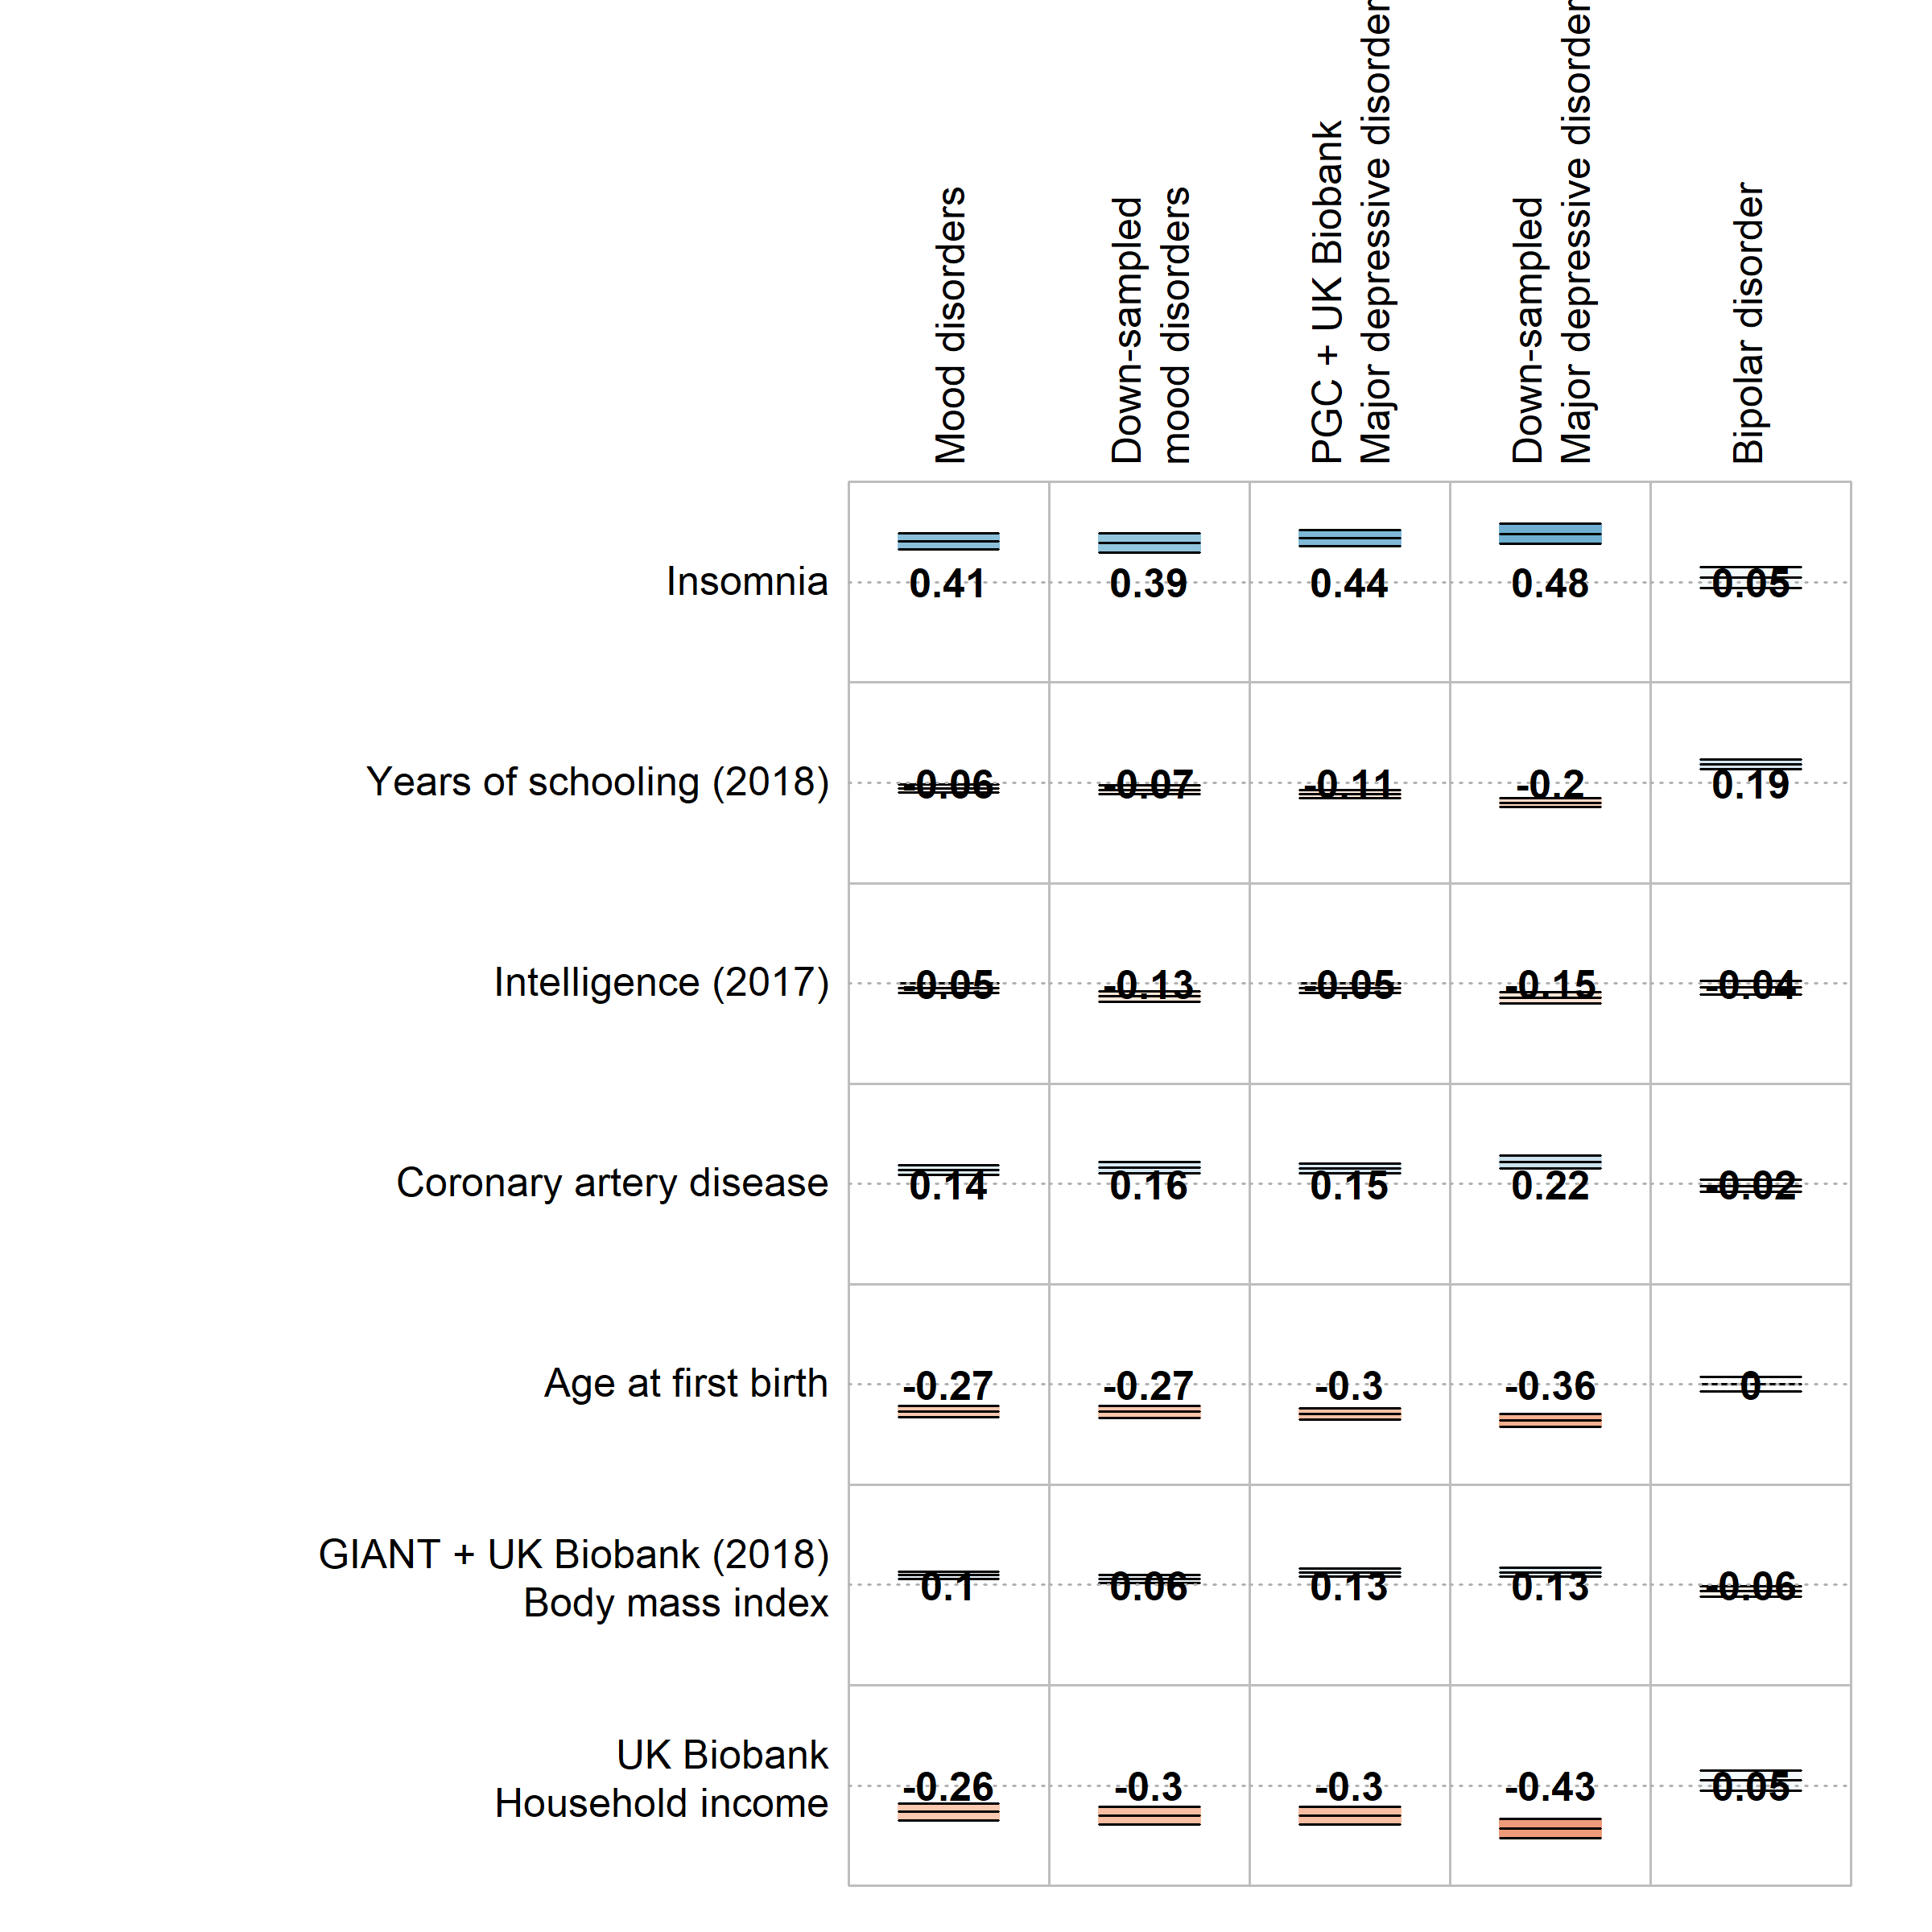 Mood disorders
Down-sampled
mood disorders
PGC + UK Biobank
Major depressive disorder
Down-sampled
Major depressive disorder
Bipolar disorder
Insomnia 0.41 0.39 0.44 0.48 0.05
Years of schooling (2018) -0.06 -0.07 -0.11 -0.2 0.19
Intelligence (2017) -0.05 -0.13 -0.05 -0.15 -0.04
Coronary artery disease 0.14 0.16 0.15 0.22 -0.02
Age at first birth -0.27 -0.27 -0.3 -0.36 0
GIANT + UK Biobank (2018)
Body mass index 0.1 0.06 0.13 0.13 -0.06
UK Biobank
Household income -0.26 -0.3 -0.3 -0.43 0.05